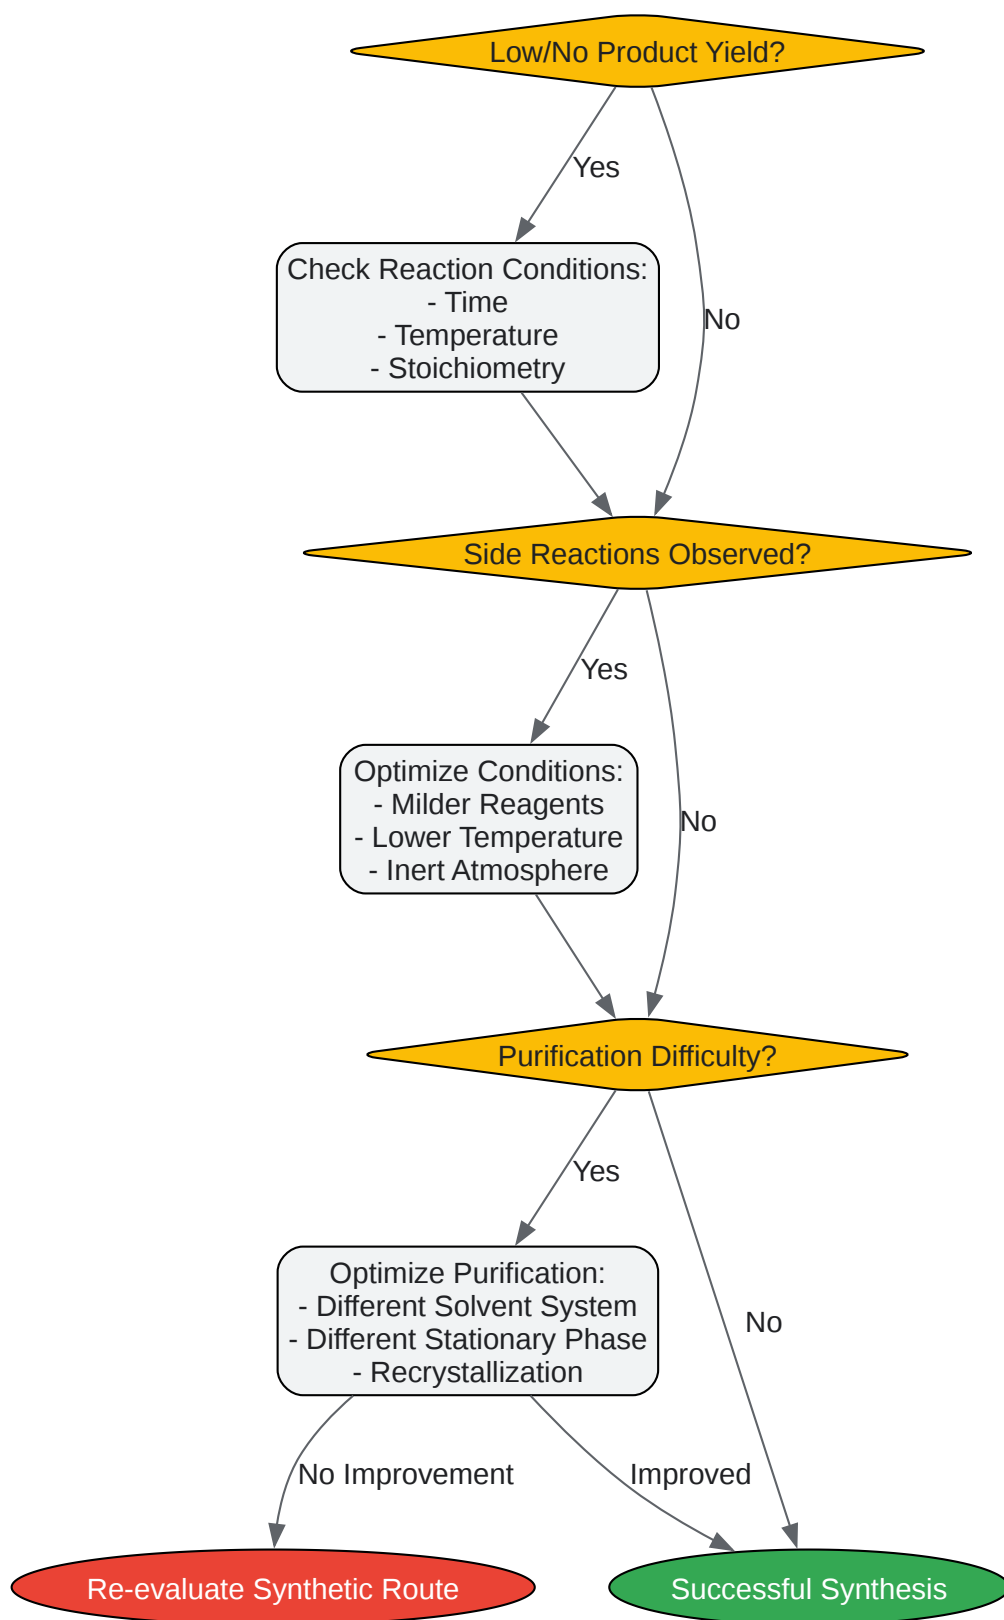 Low/No Product Yield?
Yes
Check Reaction Conditions:
- Time
- Temperature
- Stoichiometry
No
Side Reactions Observed?
Yes
Optimize Conditions:
- Milder Reagents
- Lower Temperature
- Inert Atmosphere
No
Purification Difficulty?
Yes
Optimize Purification:
- Different Solvent System
- Different Stationary Phase
- Recrystallization
No
No Improvement
Improved
Re-evaluate Synthetic Route
Successful Synthesis